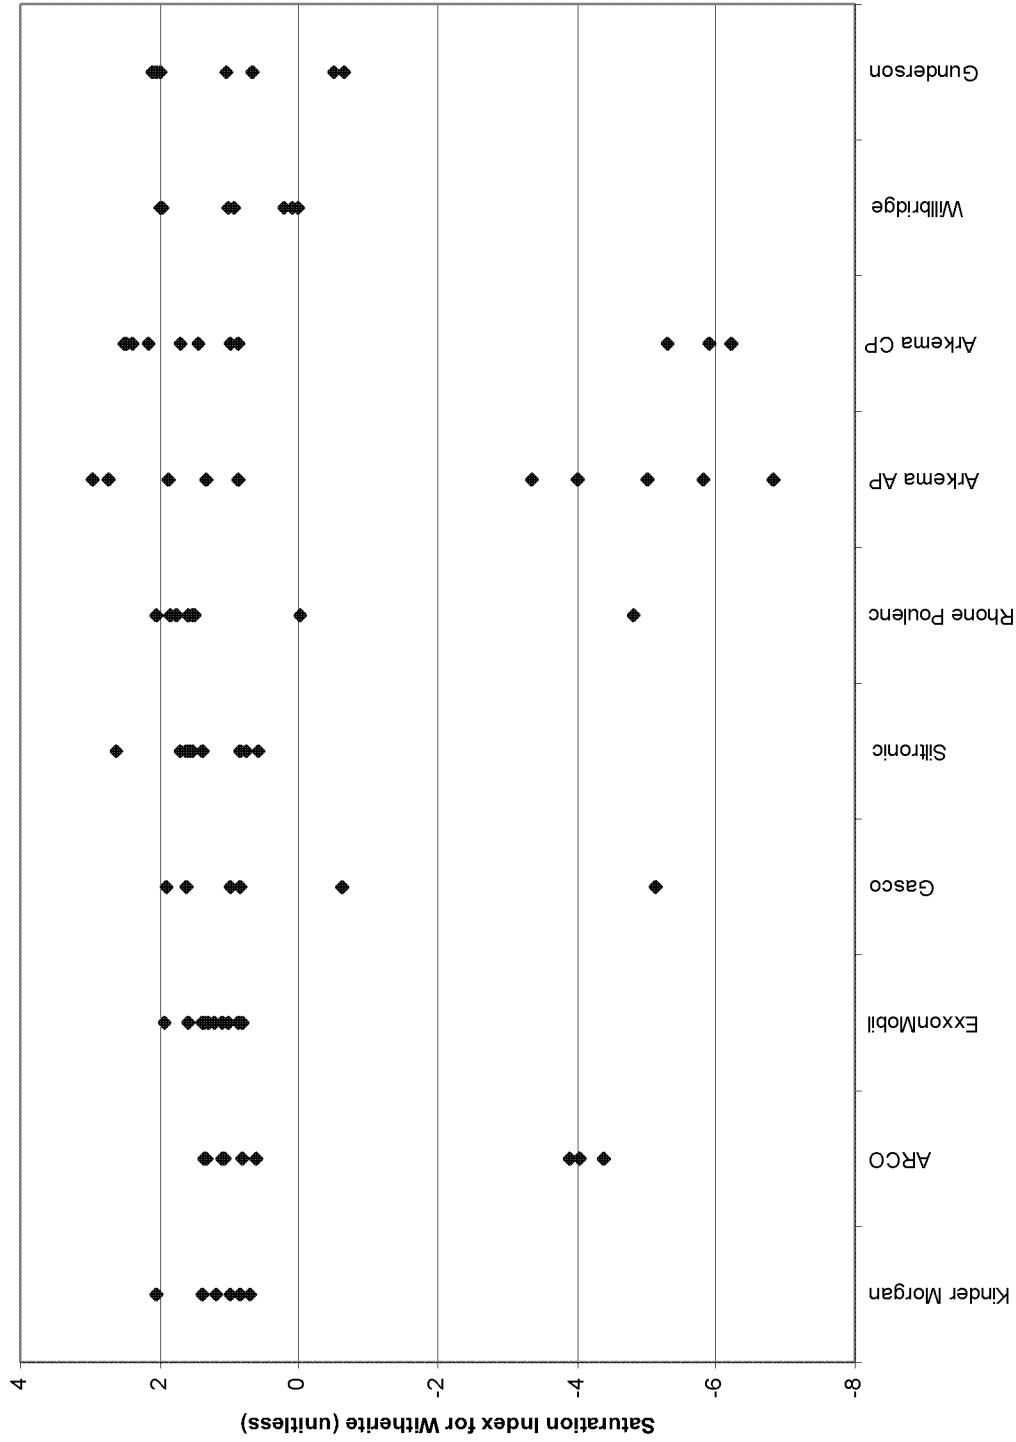 Saturation Index for Witherite (unitless)
4
2
0
-2
-4
-6
-8
Kinder Morgan
ARCO
ExxonMobil
Gasco
Siltronic
Rhone Poulenc
Arkema AP
Arkema CP
Willbridge
Gunderson